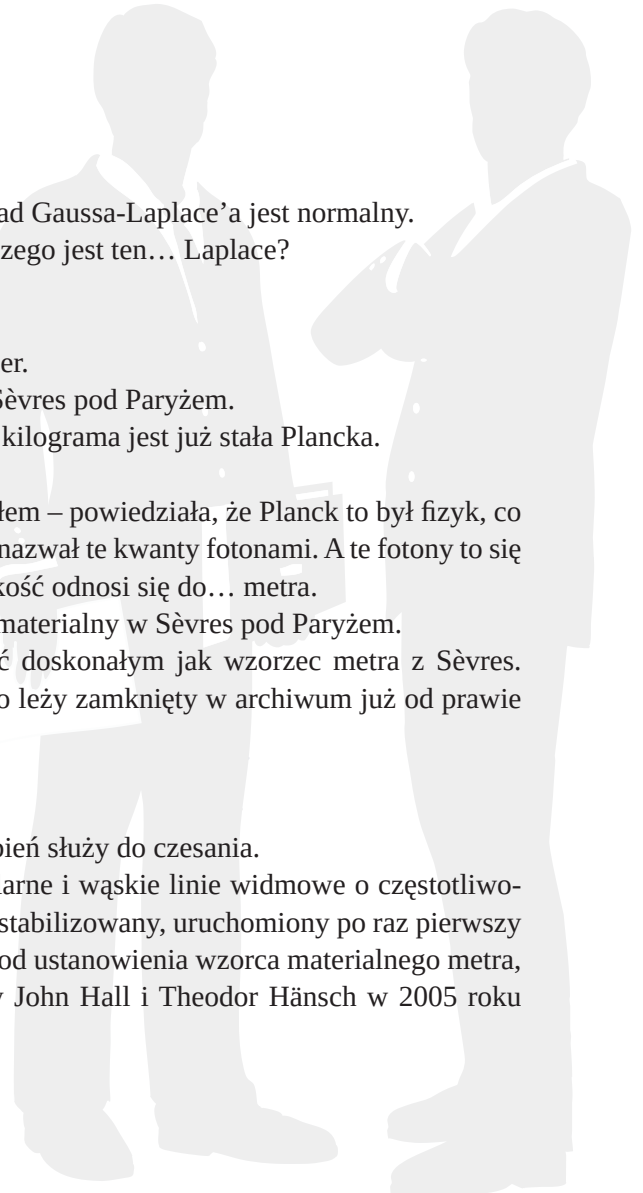 ad Gaussa-Laplace’a jest normalny.
zego jest ten… Laplace?
er.
Sèvres pod Paryżem.
kilograma jest już stała Plancka.
łem – powiedziała, że Planck to był fizyk, co
nazwał te kwanty fotonami. A te fotony to się
kość odnosi się do… metra.
materialny w Sèvres pod Paryżem.
ć doskonałym jak wzorzec metra z Sèvres.
o leży zamknięty w archiwum już od prawie
pień służy do czesania.
larne i wąskie linie widmowe o częstotliwo-
stabilizowany, uruchomiony po raz pierwszy
od ustanowienia wzorca materialnego metra,
y John Hall i Theodor Hänsch w 2005 roku